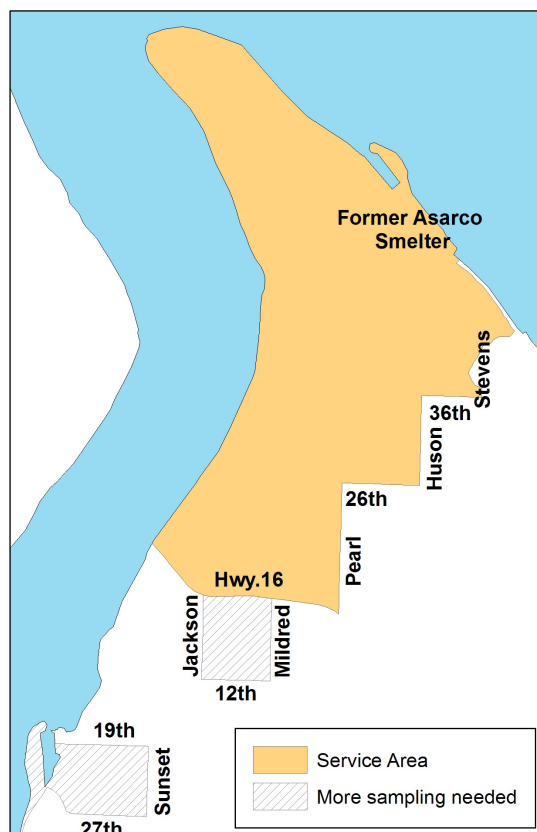 Former Asarco
Smelter
Stevens
36th
Huson
26th
Pearl
Hwy.16
Jackson
Mildred
12th
19th
Sunset
27th
Service Area
More sampling needed